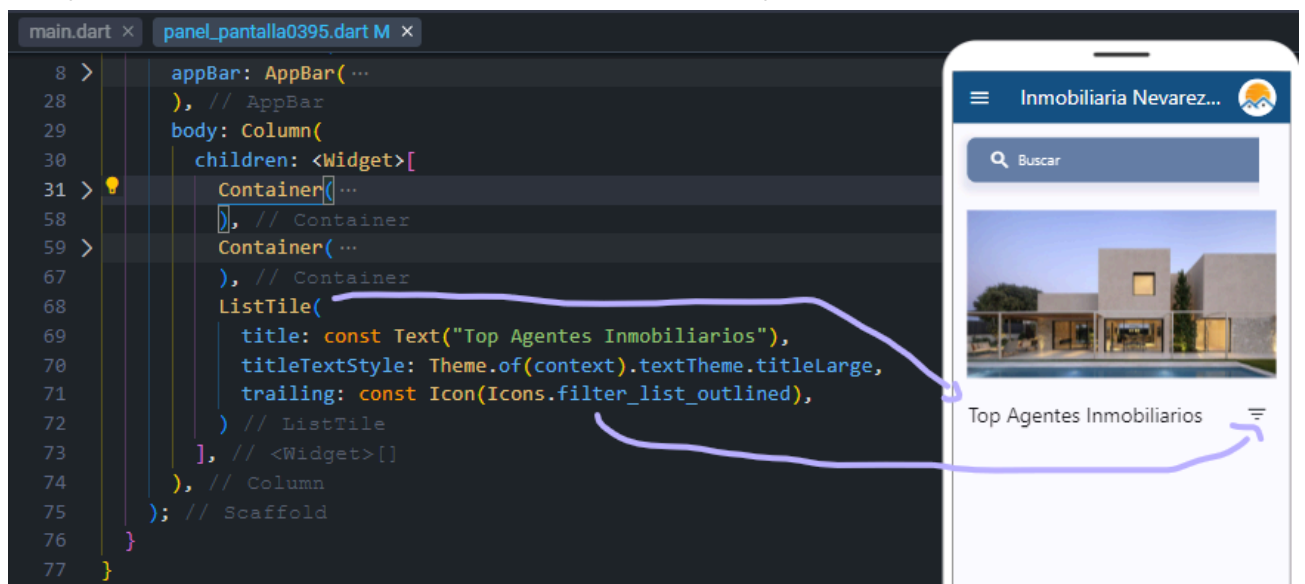 main.dart × panel_pantalla0395.dart M ×
8 > appBar: AppBar( ⋯
28 ), // AppBar
29 body: Column(
30 children: <Widget>[
31 > Container( ⋯
58 ), // Container
59 > Container( ⋯
67 ), // Container
68 ListTile(
69 title: const Text("Top Agentes Inmobiliarios"),
70 titleTextStyle: Theme.of(context).textTheme.titleLarge,
71 trailing: const Icon(Icons.filter_list_outlined),
72 ) // ListTile
73 ], // <Widget>[]
74 ), // Column
75 ); // Scaffold
76 }
77 }
Inmobiliaria Nevarez...
Buscar
Top Agentes Inmobiliarios